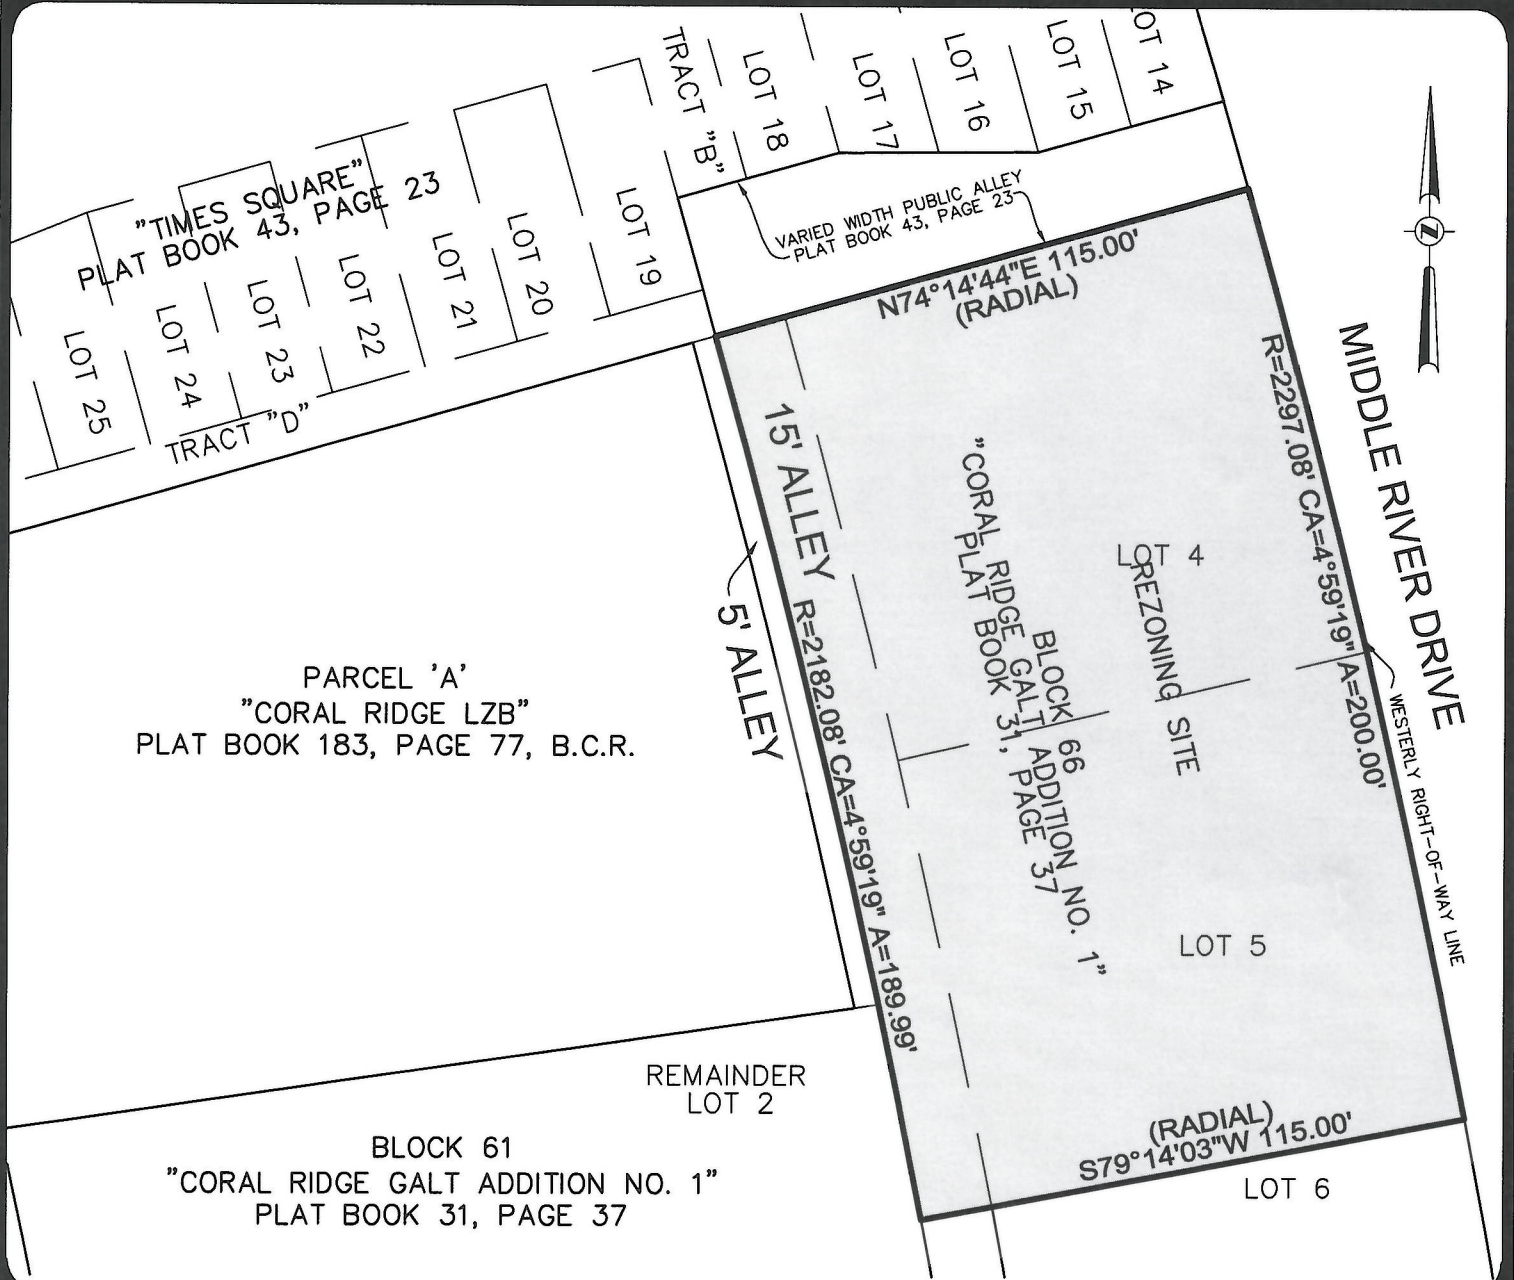 TRACT "B"
LOT 18
LOT 17
LOT 16
LOT 15
OT 14
"TIMES SQUARE"
PLAT BOOK 43, PAGE 23
LOT 19
LOT 20
LOT 21
LOT 22
LOT 23
LOT 24
LOT 25
TRACT "D"
VARIED WIDTH PUBLIC ALLEY
PLAT BOOK 43, PAGE 23
N74°14'44"E 115.00'
(RADIAL)
N
MIDDLE RIVER DRIVE
R=2297.08' CA=4°59'19" A=200.00'
WESTERLY RIGHT-OF-WAY LINE
15' ALLEY
R=2182.08' CA=4°59'19" A=189.99'
5' ALLEY
LOT 4
REZONING SITE
BLOCK 66
"CORAL RIDGE GALT ADDITION NO. 1"
PLAT BOOK 31, PAGE 37
LOT 5
PARCEL 'A'
"CORAL RIDGE LZB"
PLAT BOOK 183, PAGE 77, B.C.R.
REMAINDER
LOT 2
BLOCK 61
"CORAL RIDGE GALT ADDITION NO. 1"
PLAT BOOK 31, PAGE 37
(RADIAL)
S79°14'03"W 115.00'
LOT 6